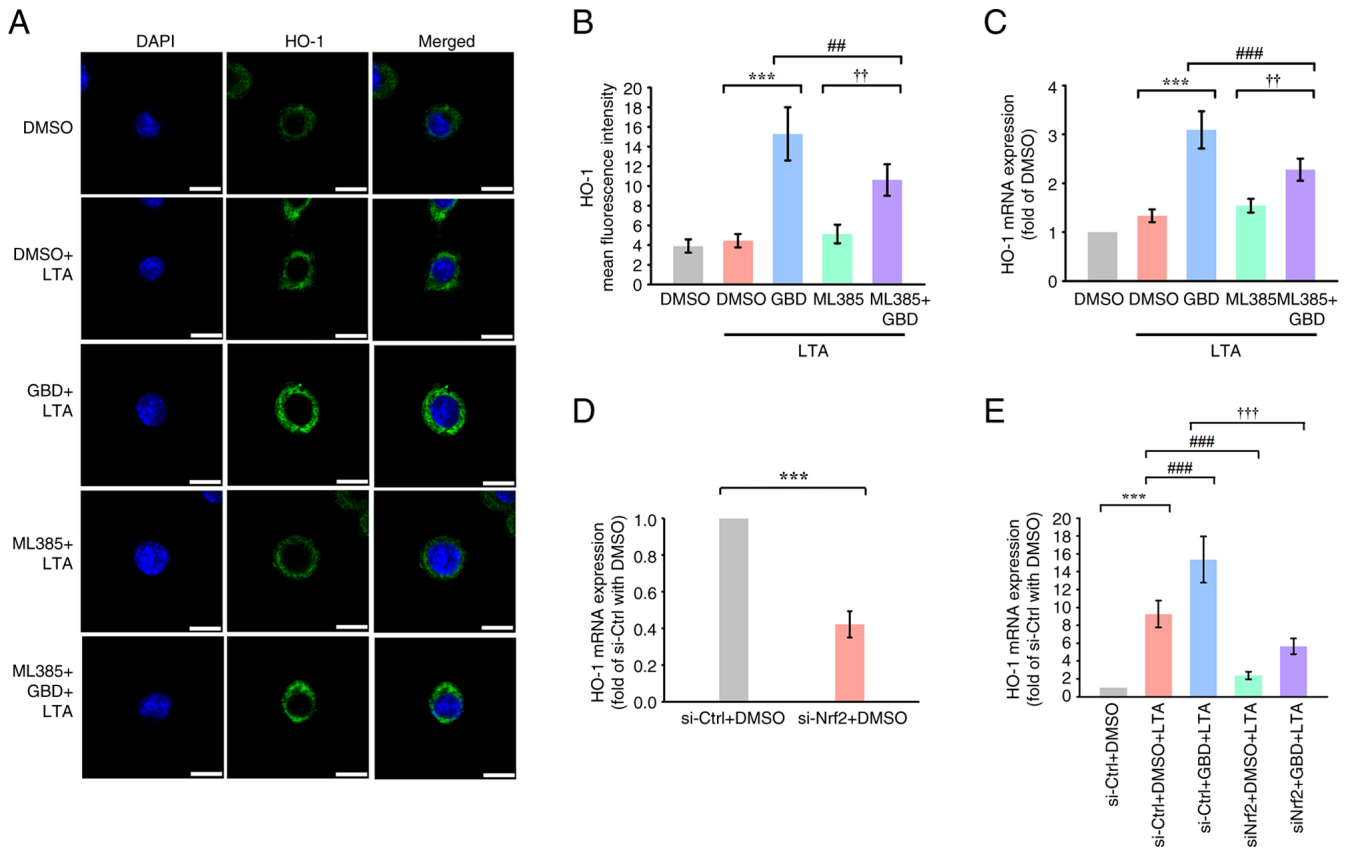 A
DAPI HO-1 Merged
DMSO
DMSO+
LTA
GBD+
LTA
ML385+
LTA
ML385+
GBD+
LTA
B
##
*** ††
HO-1
mean fluorescence intensity
20
18
16
14
12
10
8
6
4
2
0
DMSO DMSO GBD ML385 ML385+
GBD
LTA
C
###
*** ††
HO-1 mRNA expression
(fold of DMSO)
4
3
2
1
0
DMSO DMSO GBD ML385 ML385+
GBD
LTA
D
***
HO-1 mRNA expression
(fold of si-Ctrl with DMSO)
1.0
0.8
0.6
0.4
0.2
0.0
si-Ctrl+DMSO si-Nrf2+DMSO
E
†††
###
###
***
HO-1 mRNA expression
(fold of si-Ctrl with DMSO)
20
18
16
14
12
10
8
6
4
2
0
si-Ctrl+DMSO
si-Ctrl+DMSO+LTA
si-Ctrl+GBD+LTA
siNrf2+DMSO+LTA
siNrf2+GBD+LTA